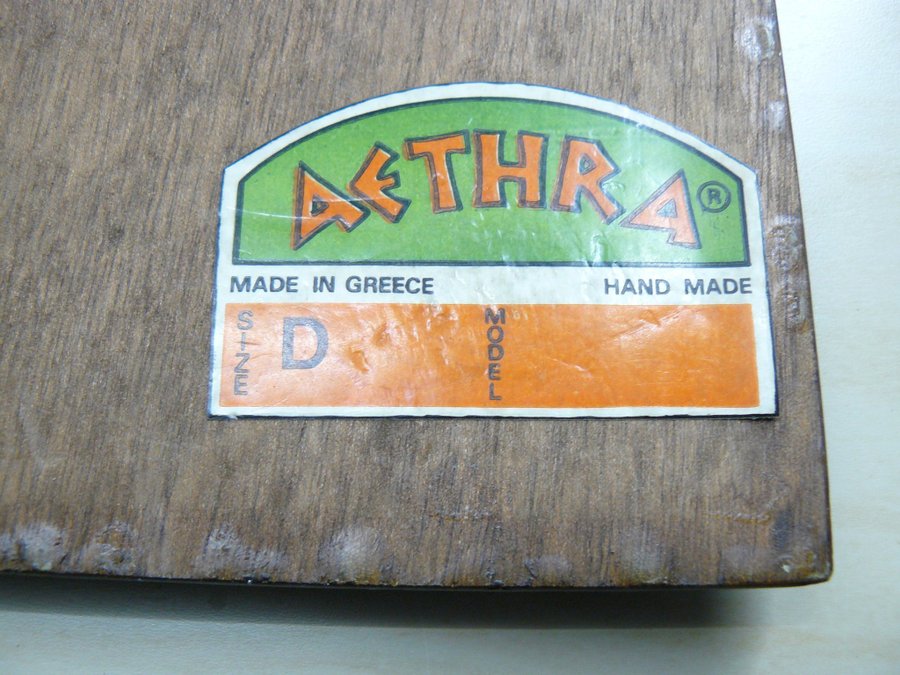 AETHRA ®
MADE IN GREECE HAND MADE
SIZE D MODEL